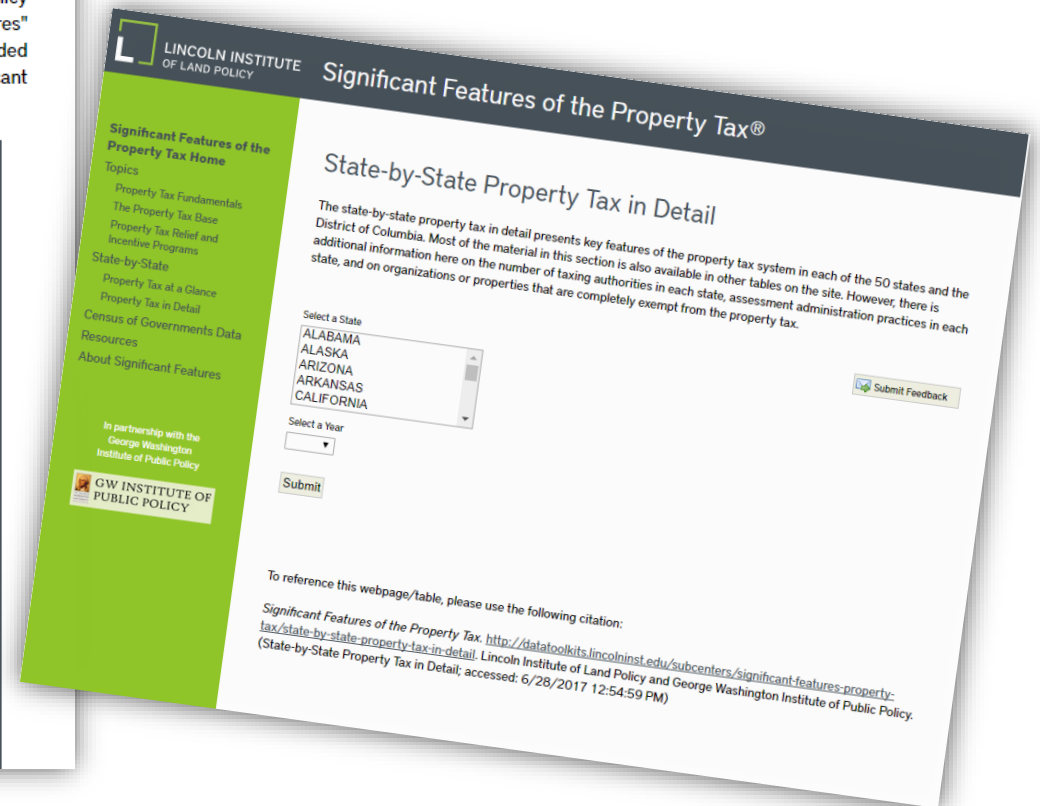 res"
ded
ant
LINCOLN INSTITUTE
OF LAND POLICY
Significant Features of the Property Tax®
Significant Features of the
Property Tax Home
Topics
Property Tax Fundamentals
The Property Tax Base
Property Tax Relief and
Incentive Programs
State-by-State
Property Tax at a Glance
Property Tax in Detail
Census of Governments Data
Resources
About Significant Features
In partnership with the
George Washington
Institute of Public Policy
GW INSTITUTE OF
PUBLIC POLICY
State-by-State Property Tax in Detail
The state-by-state property tax in detail presents key features of the property tax system in each of the 50 states and the
District of Columbia. Most of the material in this section is also available in other tables on the site. However, there is
additional information here on the number of taxing authorities in each state, assessment administration practices in each
state, and on organizations or properties that are completely exempt from the property tax.
Select a State
ALABAMA
ALASKA
ARIZONA
ARKANSAS
CALIFORNIA
Submit Feedback
Select a Year
Submit
To reference this webpage/table, please use the following citation:
Significant Features of the Property Tax. http://datatoolkits.lincolninst.edu/subcenters/significant-features-property-
tax/state-by-state-property-tax-in-detail. Lincoln Institute of Land Policy and George Washington Institute of Public Policy.
(State-by-State Property Tax in Detail; accessed: 6/28/2017 12:54:59 PM)